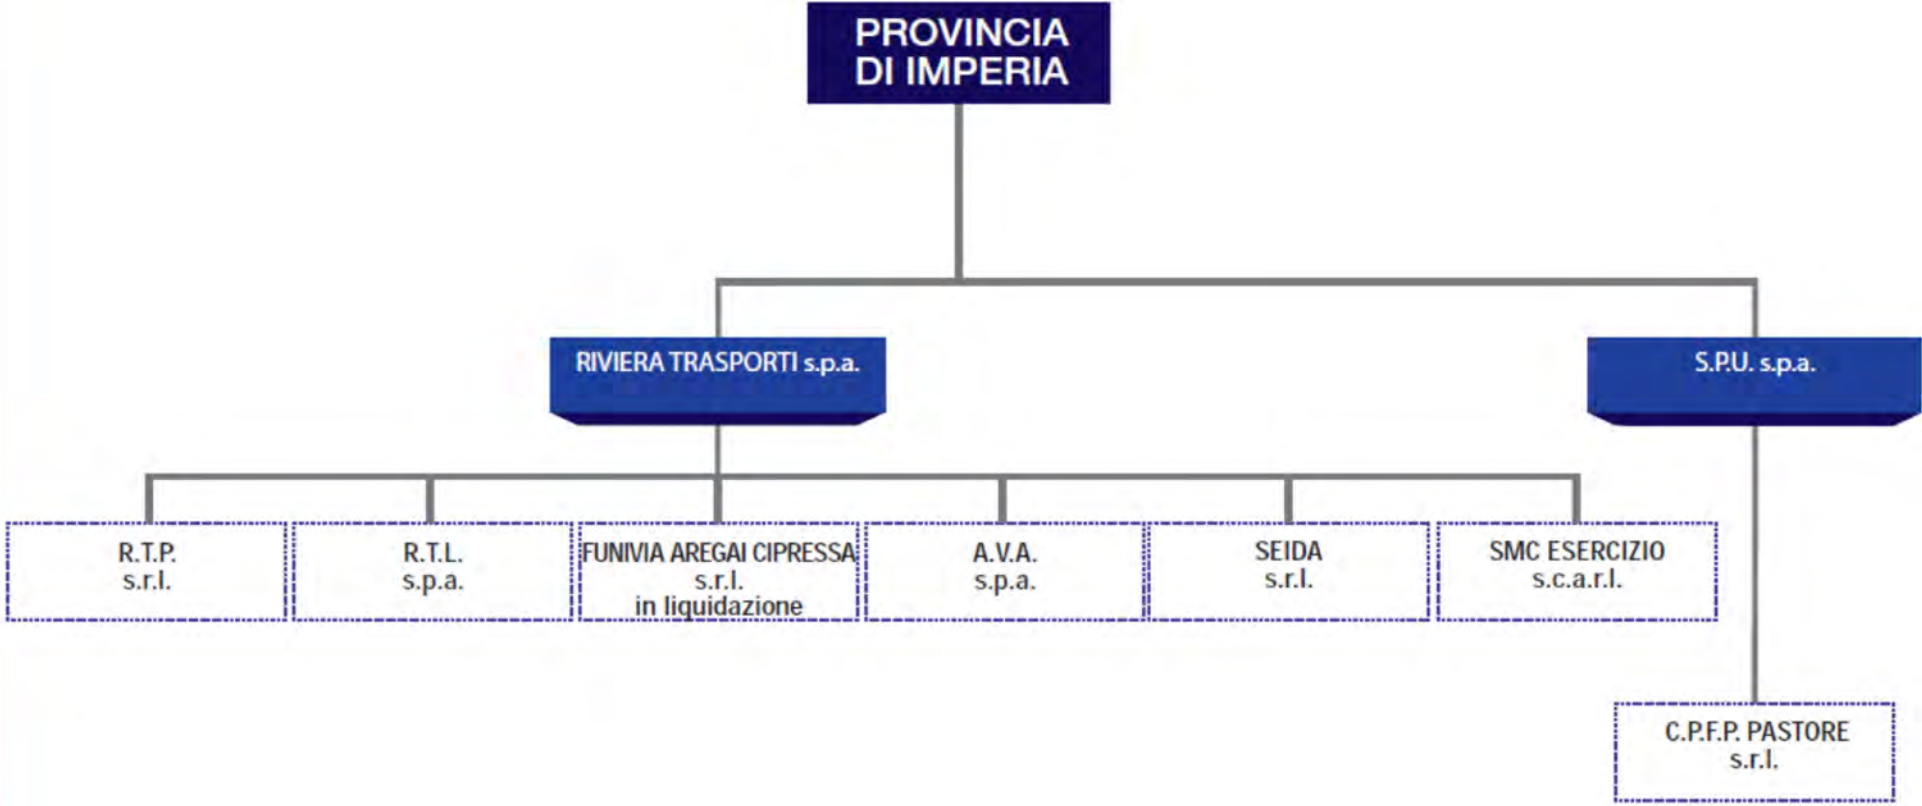 PROVINCIA
DI IMPERIA
RIVIERA TRASPORTI s.p.a.
S.P.U. s.p.a.
R.T.P.
s.r.l.
R.T.L.
s.p.a.
FUNIVIA AREGAI CIPRESSA
s.r.l.
in liquidazione
A.V.A.
s.p.a.
SEIDA
s.r.l.
SMC ESERCIZIO
s.c.a.r.l.
C.P.F.P. PASTORE
s.r.l.